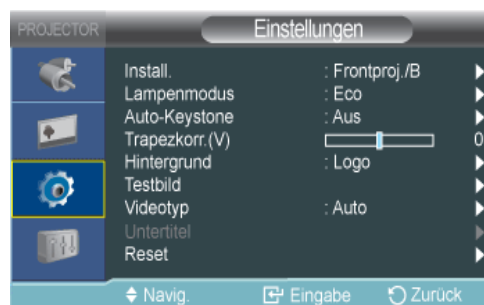 PROJECTOR
Einstellungen
Install. : Frontproj./B
Lampenmodus : Eco
Auto-Keystone : Aus
Trapezkorr.(V) 0
Hintergrund : Logo
Testbild
Videotyp : Auto
Untertitel
Reset
Navig. Eingabe Zurück